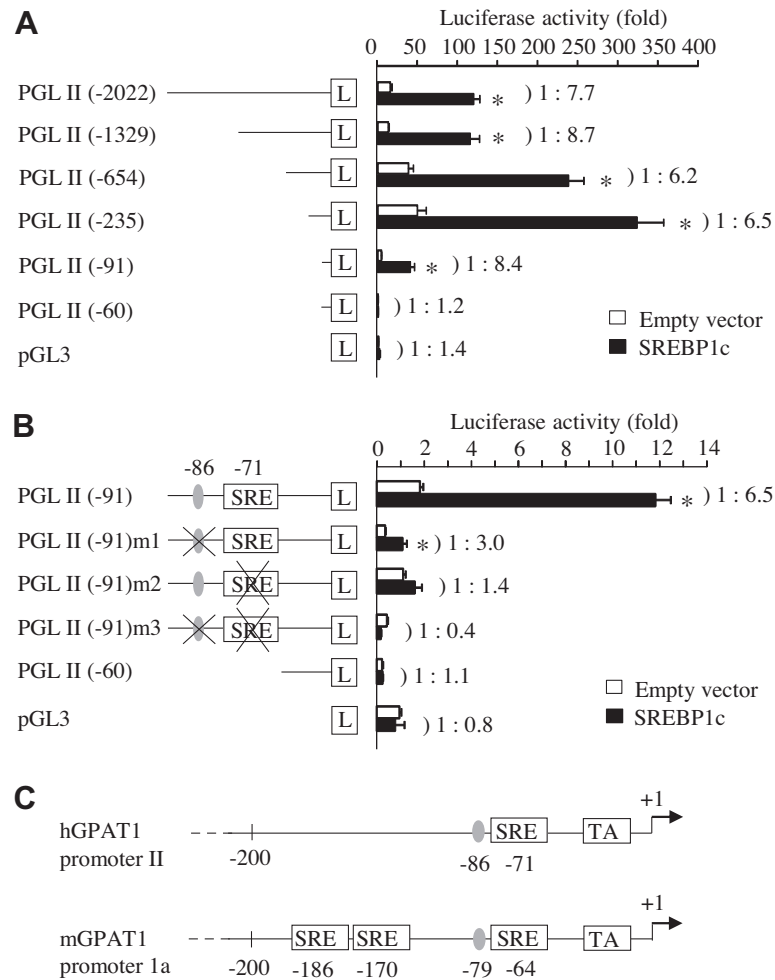 A
Luciferase activity (fold)
0 50 100 150 200 250 300 350 400
PGL II (-2022) L * ) 1 : 7.7
PGL II (-1329) L * ) 1 : 8.7
PGL II (-654) L * ) 1 : 6.2
PGL II (-235) L * ) 1 : 6.5
PGL II (-91) L * ) 1 : 8.4
PGL II (-60) L ) 1 : 1.2
Empty vector
pGL3 L ) 1 : 1.4
SREBP1c
B
Luciferase activity (fold)
0 2 4 6 8 10 12 14
-86 -71
PGL II (-91) SRE L * ) 1 : 6.5
PGL II (-91)m1 SRE L * ) 1 : 3.0
PGL II (-91)m2 SRE L ) 1 : 1.4
PGL II (-91)m3 SRE L ) 1 : 0.4
PGL II (-60) L ) 1 : 1.1
Empty vector
pGL3 L ) 1 : 0.8
SREBP1c
C
+1
hGPAT1 SRE TA
promoter II -200 -86 -71
+1
mGPAT1 SRE SRE SRE TA
promoter 1a -200 -186 -170 -79 -64